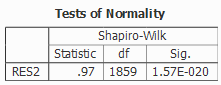 Tests of Normality
Shapiro-Wilk
Statistic df Sig.
RES2 .97 1859 1.57E-020